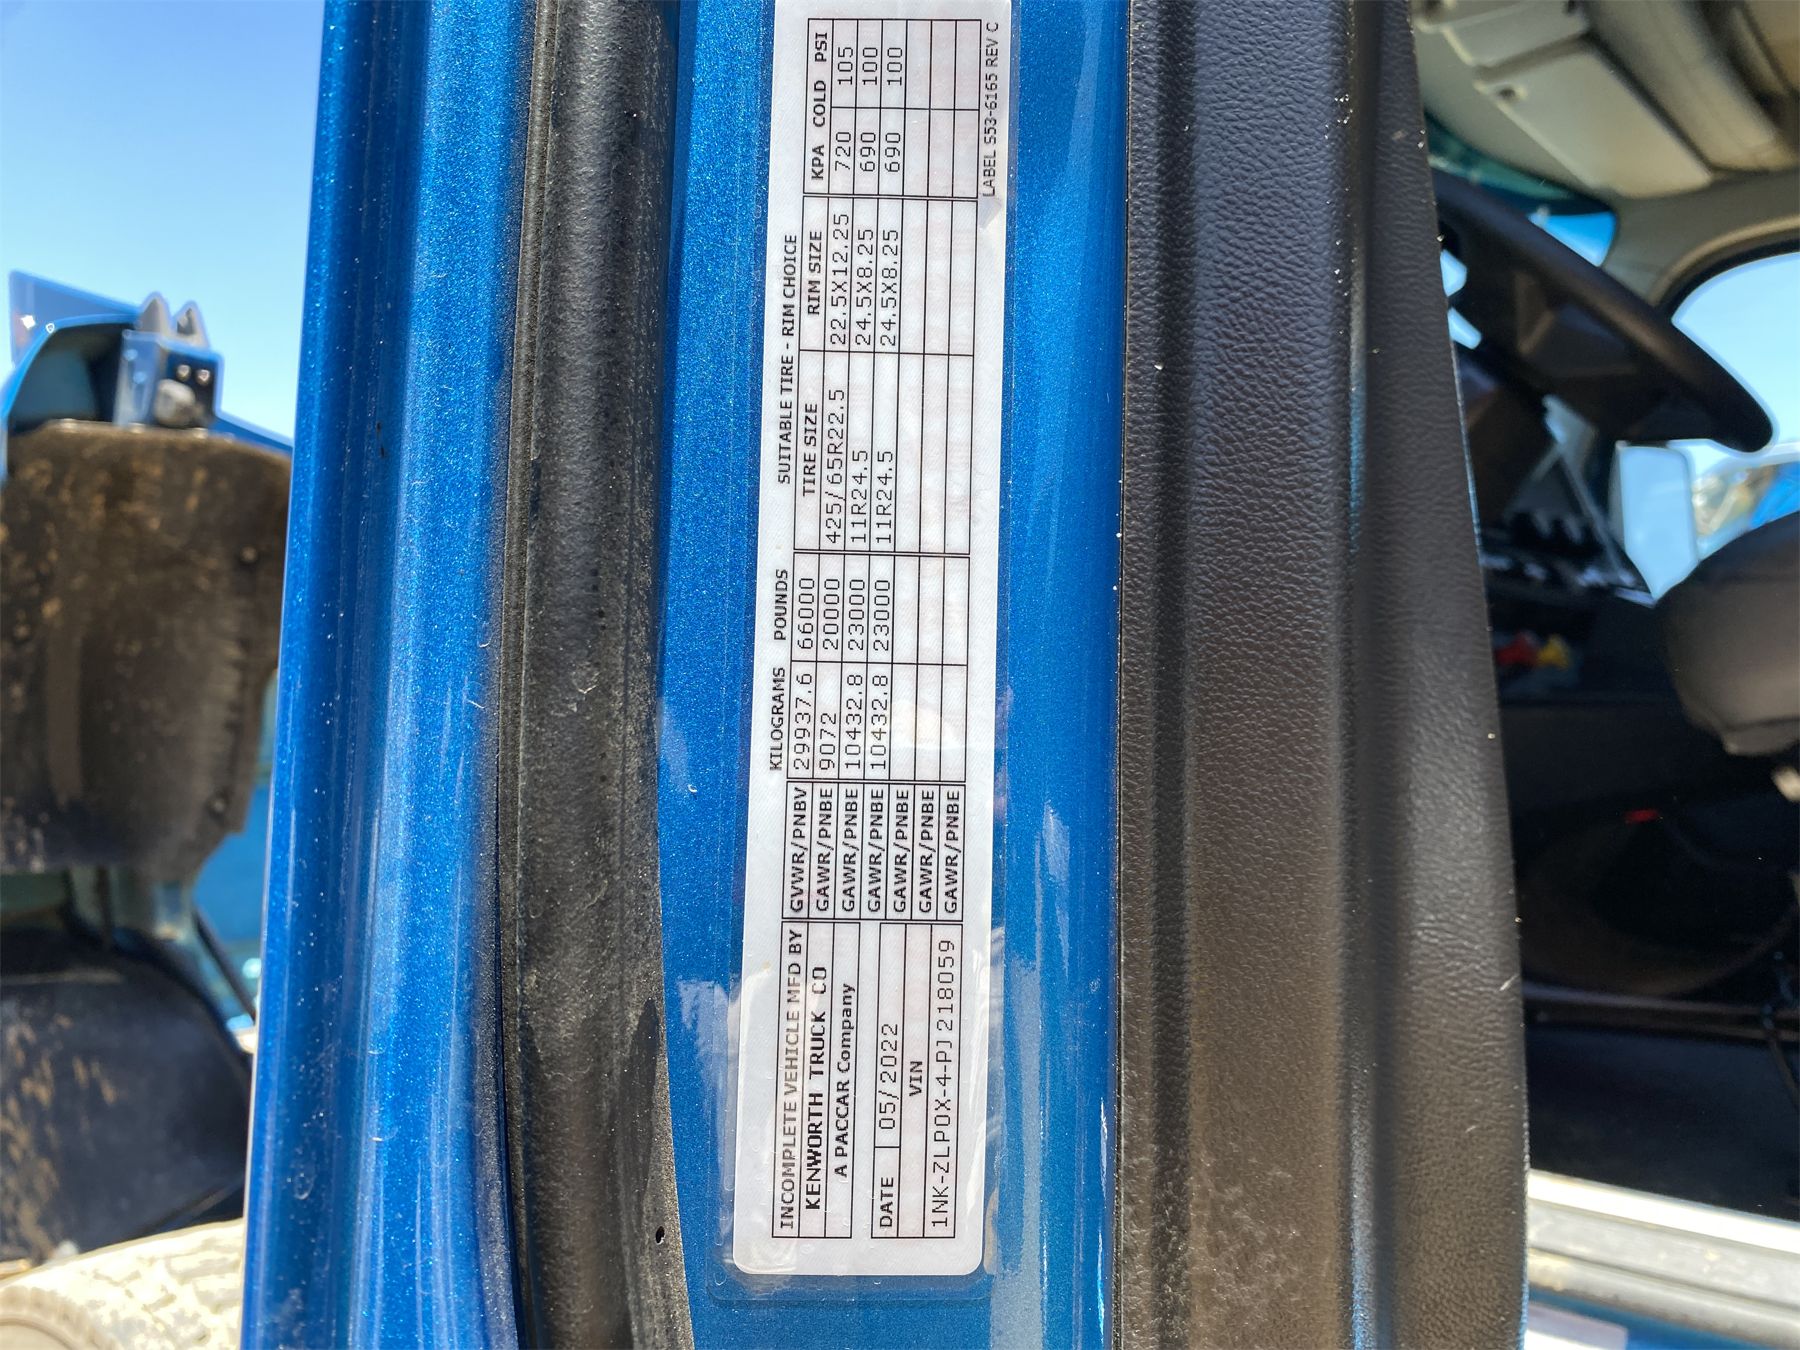 INCOMPLETE VEHICLE MFD BY
KENWORTH TRUCK CO
A PACCAR Company
DATE 05/2022
VIN
1NK-ZLP0X-4-PJ218059
KILOGRAMS POUNDS
GVWR/PNBV 29937.6 66000
GAWR/PNBE 9072 20000
GAWR/PNBE 10432.8 23000
GAWR/PNBE 10432.8 23000
GAWR/PNBE
GAWR/PNBE
GAWR/PNBE
SUITABLE TIRE - RIM CHOICE
TIRE SIZE RIM SIZE KPA COLD PSI
425/65R22.5 22.5X12.25 720 105
11R24.5 24.5X8.25 690 100
11R24.5 24.5X8.25 690 100
LABEL S53-6165 REV C